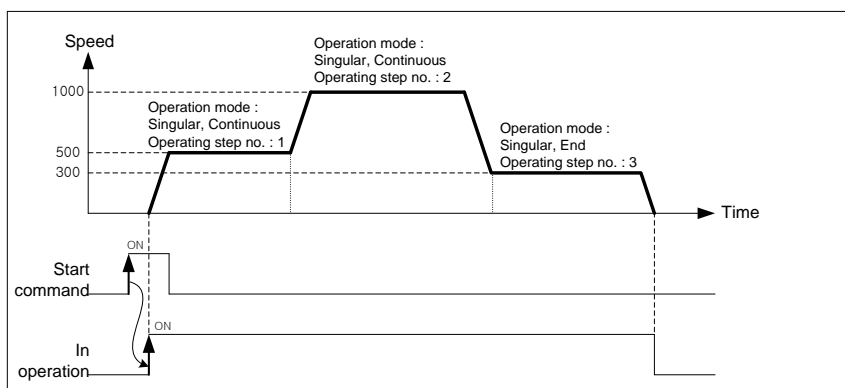 Speed
Operation mode :
Singular, Continuous
Operating step no. : 2
1000
Operation mode :
Singular, Continuous
Operating step no. : 1
Operation mode :
Singular, End
Operating step no. : 3
500
300
Time
ON
Start
command
ON
In
operation